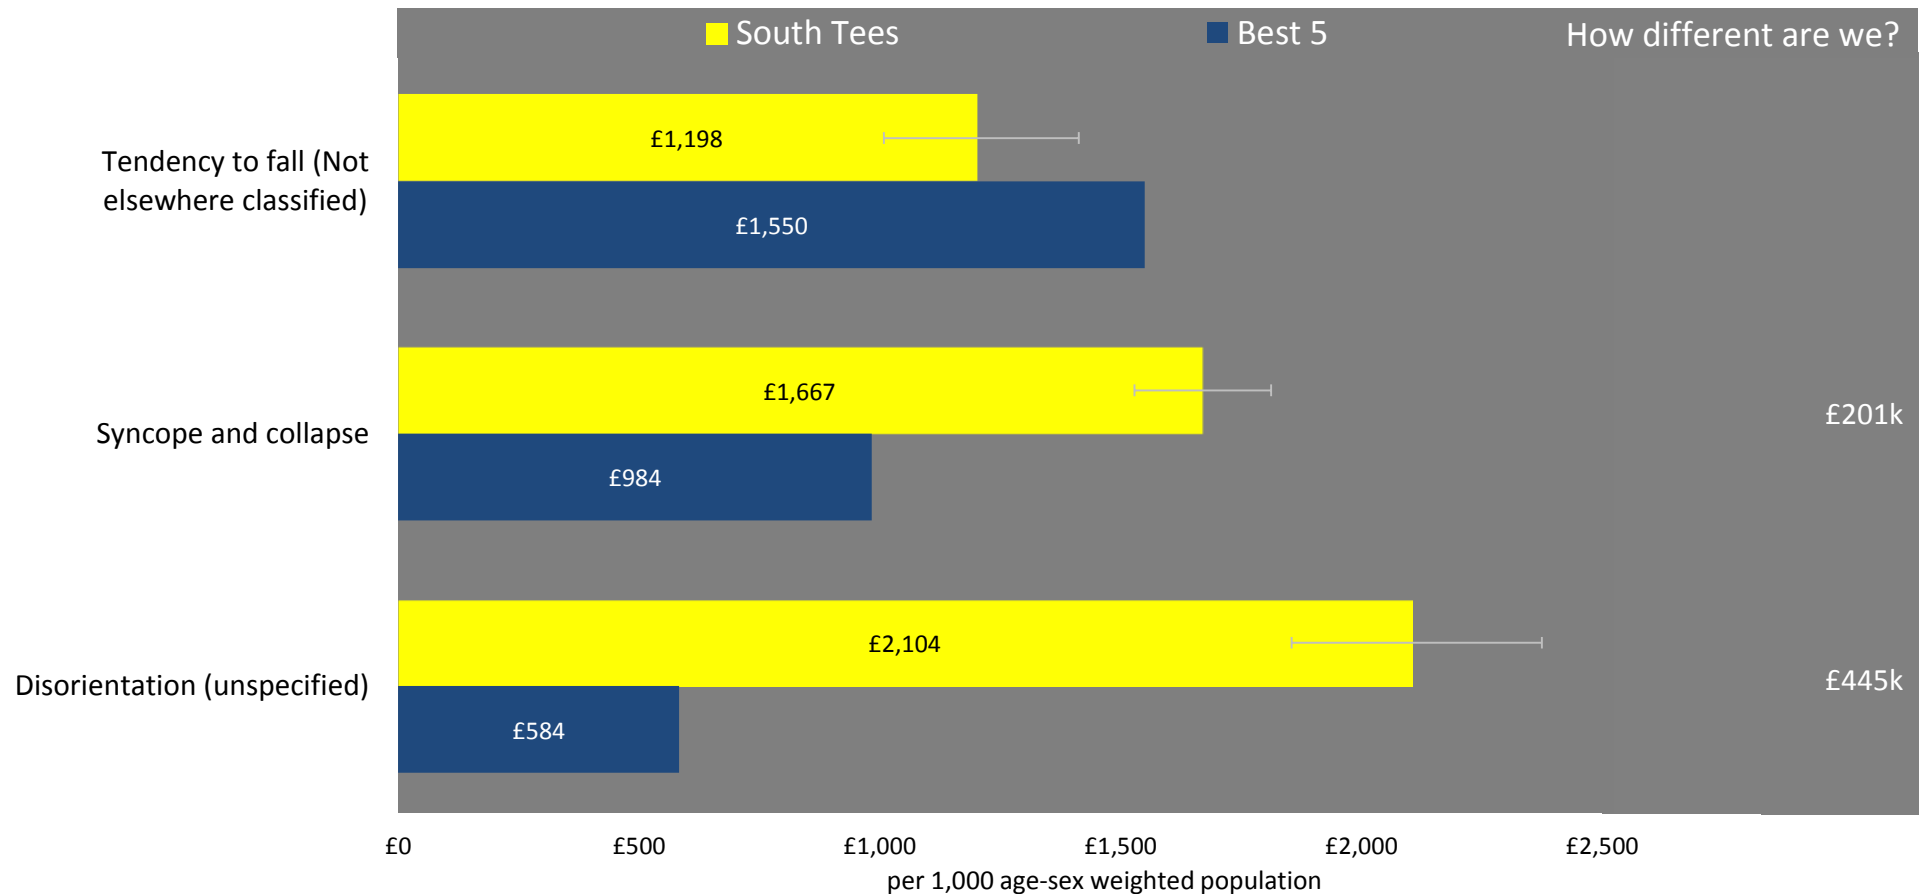 South Tees
Best 5
How different are we?
Tendency to fall (Not
elsewhere classified)
£1,198
£1,550
Syncope and collapse
£1,667
£984
£201k
Disorientation (unspecified)
£2,104
£584
£445k
£0 £500 £1,000 £1,500 £2,000 £2,500
per 1,000 age-sex weighted population